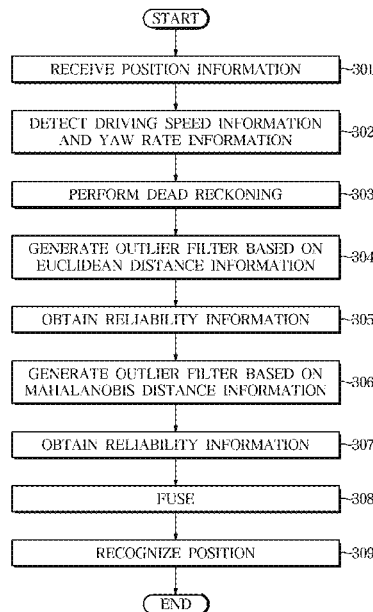 START
RECEIVE POSITION INFORMATION
301
DETECT DRIVING SPEED INFORMATION
AND YAW RATE INFORMATION
302
PERFORM DEAD RECKONING
303
GENERATE OUTLIER FILTER BASED ON
EUCLIDEAN DISTANCE INFORMATION
304
OBTAIN RELIABILITY INFORMATION
305
GENERATE OUTLIER FILTER BASED ON
MAHALANOBIS DISTANCE INFORMATION
306
OBTAIN RELIABILITY INFORMATION
307
FUSE
308
RECOGNIZE POSITION
309
END